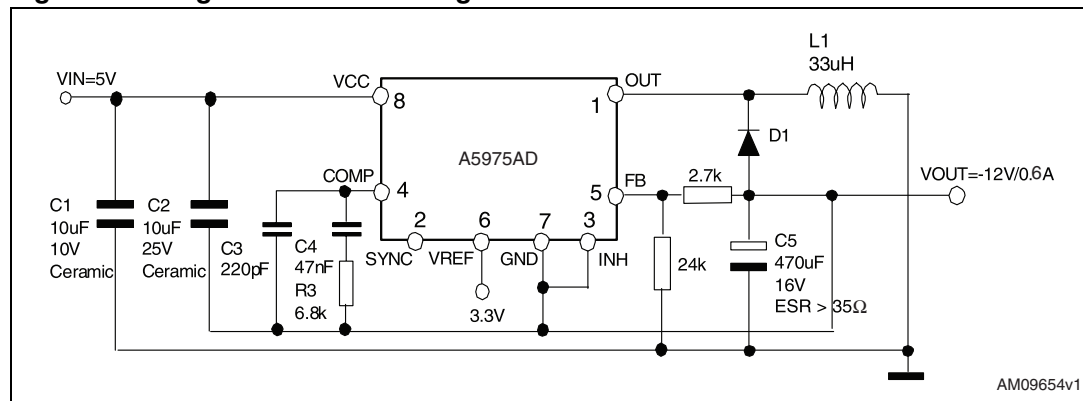 VIN=5V
VCC
8
OUT
1
L1
33uH
D1
A5975AD
COMP
4
FB
5
2.7k
VOUT=-12V/0.6A
C1
10uF
10V
Ceramic
C2
10uF
25V
Ceramic
C3
220pF
C4
47nF
R3
6.8k
2
SYNC
6
VREF
7
GND
3
INH
3.3V
24k
C5
470uF
16V
ESR > 35Ω
AM09654v1